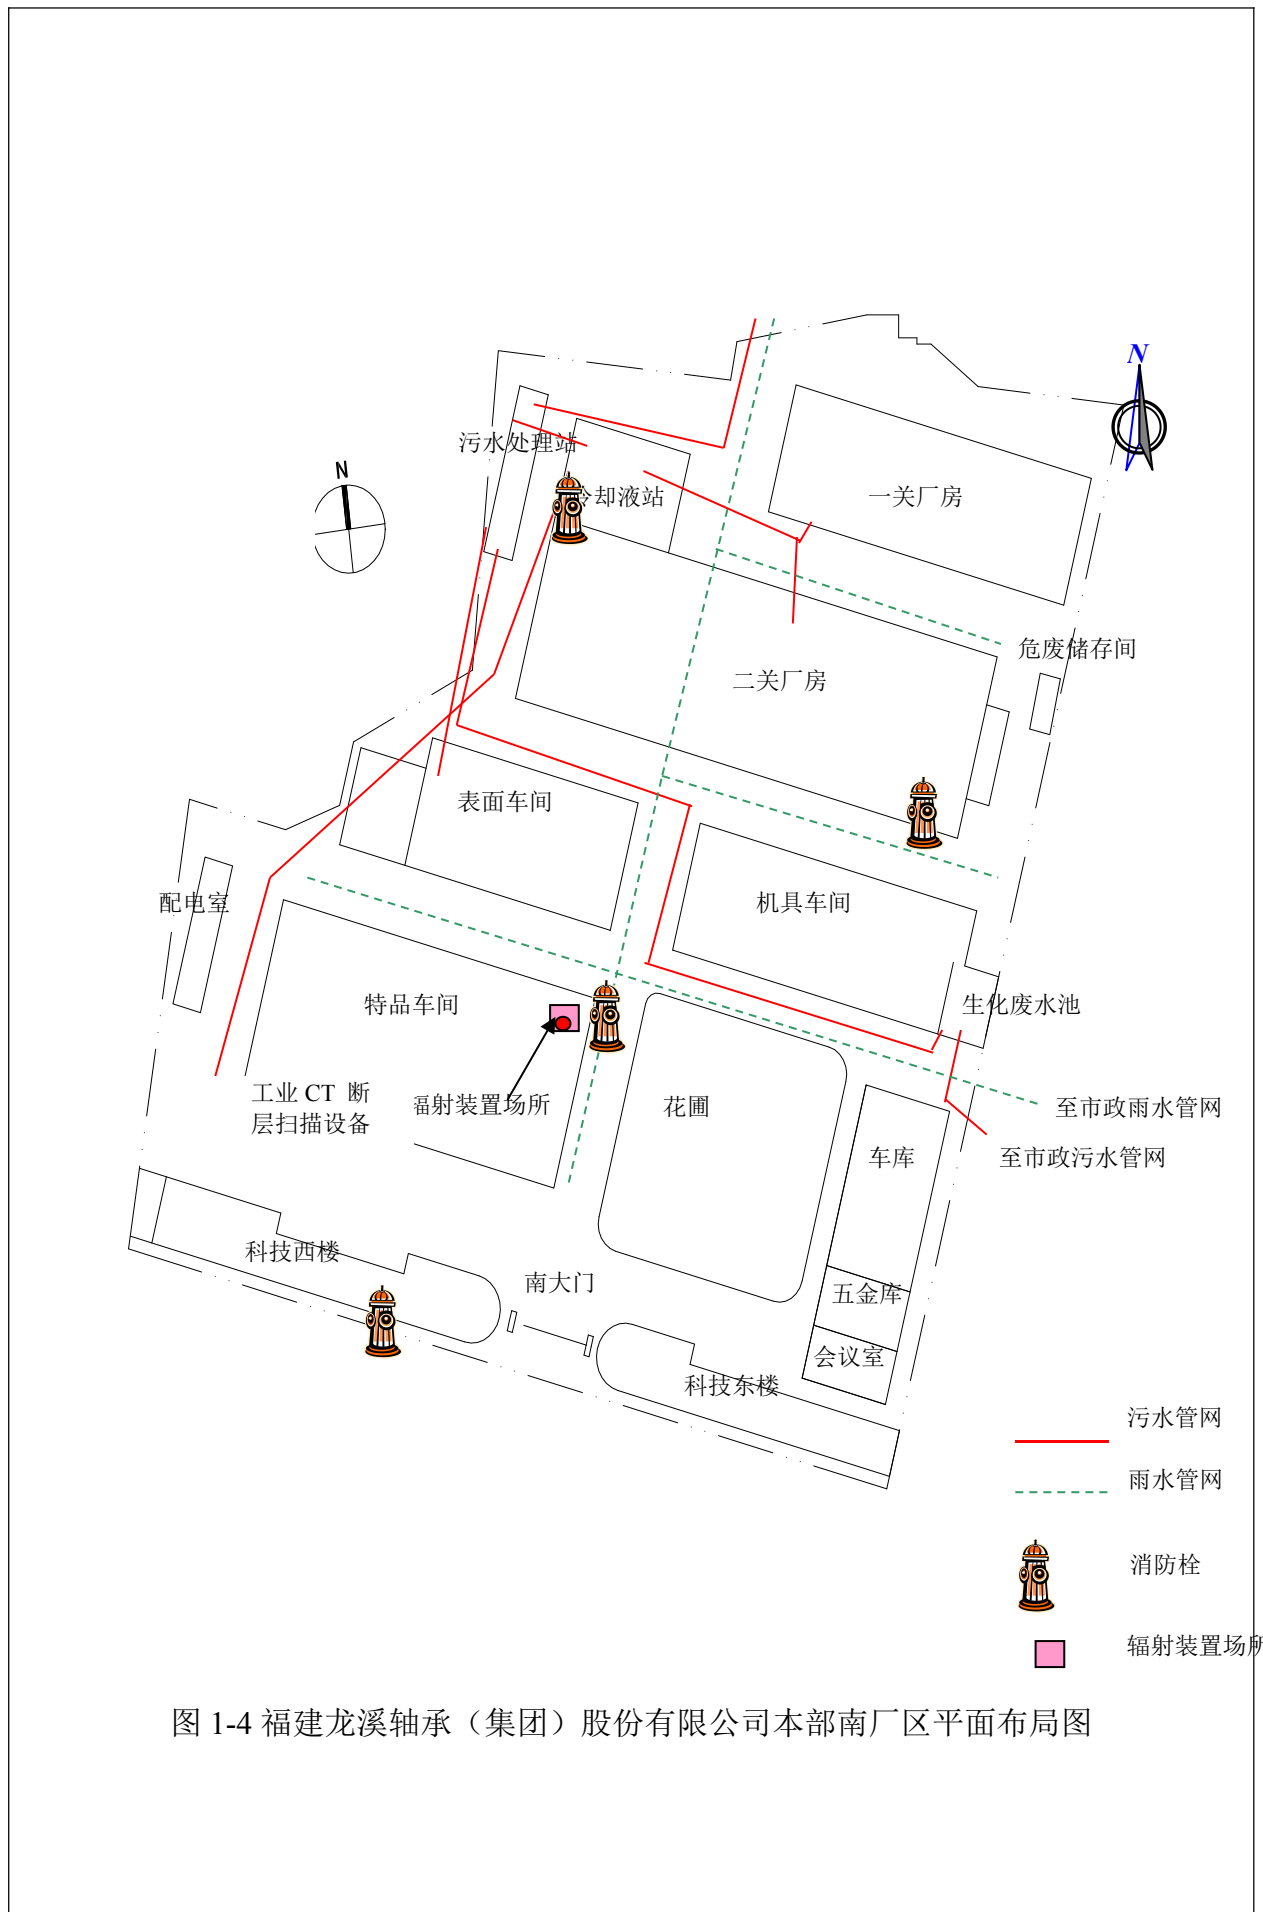 N
污水处理站
N
冷却液站
一关厂房
危废储存间
二关厂房
表面车间
配电室
机具车间
特品车间
生化废水池
工业 CT 断
层扫描设备
辐射装置场所
花圃
至市政雨水管网
车库
至市政污水管网
科技西楼
南大门
五金库
会议室
科技东楼
污水管网
雨水管网
消防栓
辐射装置场所
图 1-4 福建龙溪轴承（集团）股份有限公司本部南厂区平面布局图